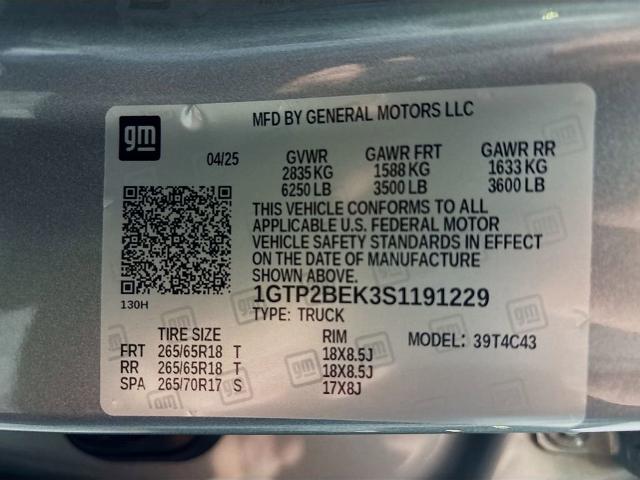 gm
MFD BY GENERAL MOTORS LLC
04/25 GVWR GAWR FRT GAWR RR
2835 KG 1588 KG 1633 KG
6250 LB 3500 LB 3600 LB
THIS VEHICLE CONFORMS TO ALL
APPLICABLE U.S. FEDERAL MOTOR
VEHICLE SAFETY STANDARDS IN EFFECT
ON THE DATE OF MANUFACTURE
SHOWN ABOVE.
1GTP2BEK3S1191229
130H
TYPE: TRUCK
TIRE SIZE RIM MODEL: 39T4C43
FRT 265/65R18 T 18X8.5J
RR 265/65R18 T 18X8.5J
SPA 265/70R17 S 17X8J